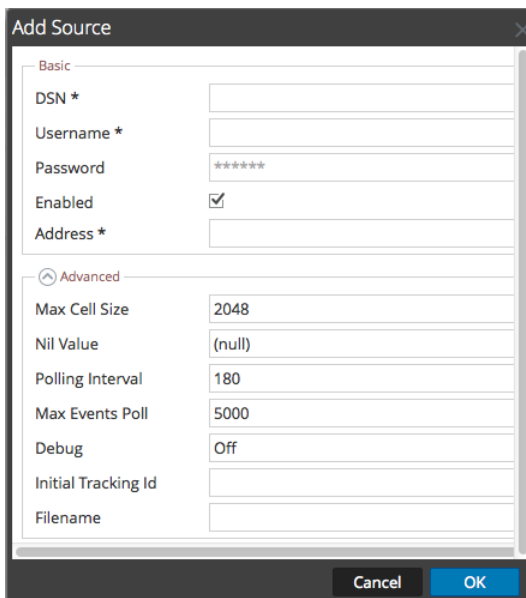 Add Source
Basic
DSN *
Username *
Password ******
Enabled
Address *
Advanced
Max Cell Size 2048
Nil Value (null)
Polling Interval 180
Max Events Poll 5000
Debug Off
Initial Tracking Id
Filename
Cancel OK